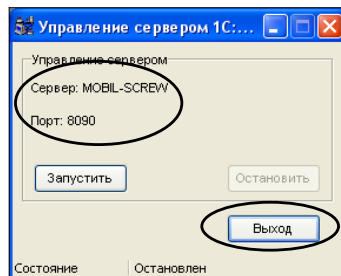 Управление сервером 1С:...
Управление сервером
Сервер: MOBIL-SCREW
Порт: 8090
Запустить
Остановить
Выход
Состояние
Остановлен